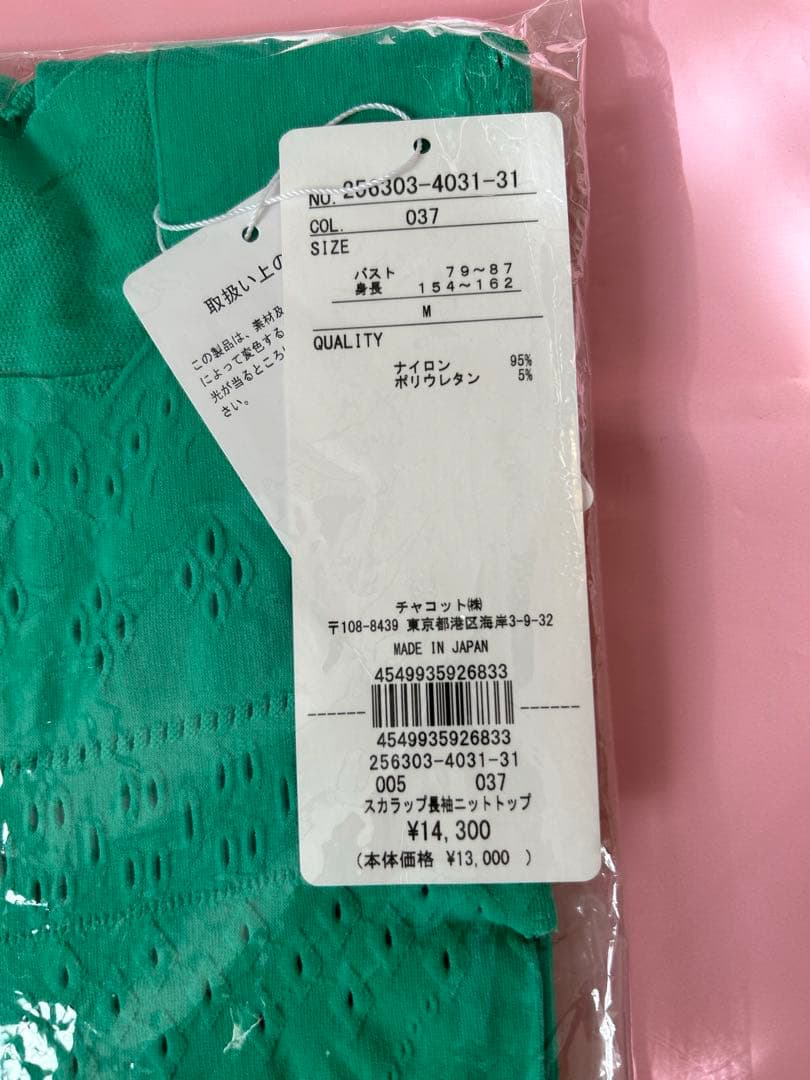 NO. 256303-4031-31
COL. 037
SIZE
バスト 79～87
身長 154～162
M
QUALITY
ナイロン 95%
ポリウレタン 5%
チャコット㈱
〒108-8439 東京都港区海岸3-9-32
MADE IN JAPAN
4549935926833
4549935926833
256303-4031-31
005 037
スカラップ長袖ニットトップ
¥14,300
(本体価格 ¥13,000 )
取扱い上の
この製品は、素材及
によって変色する
光が当るところ
さい。